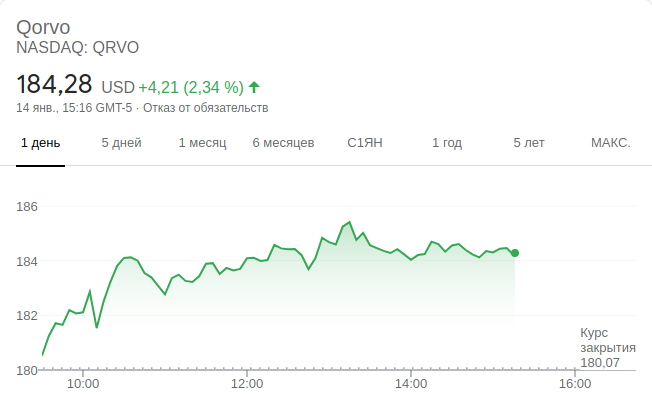 Qorvo
NASDAQ: QRVO
184,28 USD +4,21 (2,34 %)
14 янв., 15:16 GMT-5 · Отказ от обязательств
1 день 5 дней 1 месяц 6 месяцев С1ЯН 1 год 5 лет МАКС.
186
184
182
Курс
закрытия
180,07
180
10:00 12:00 14:00 16:00